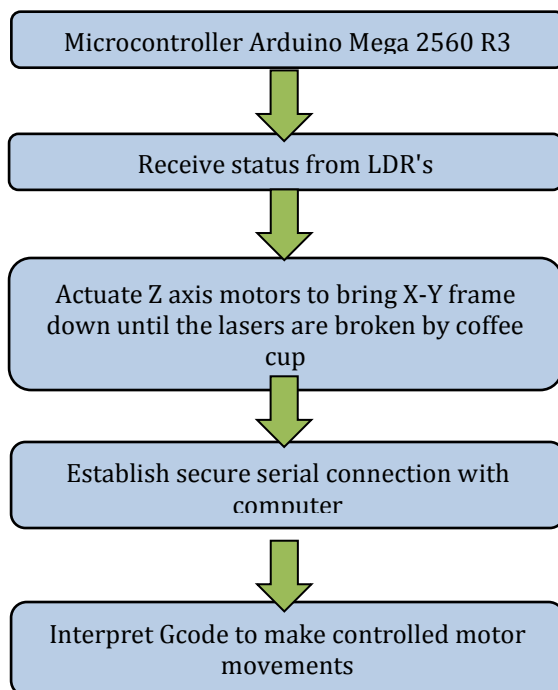 Microcontroller Arduino Mega 2560 R3
Receive status from LDR's
Actuate Z axis motors to bring X-Y frame
down until the lasers are broken by coffee
cup
Establish secure serial connection with
computer
Interpret Gcode to make controlled motor
movements